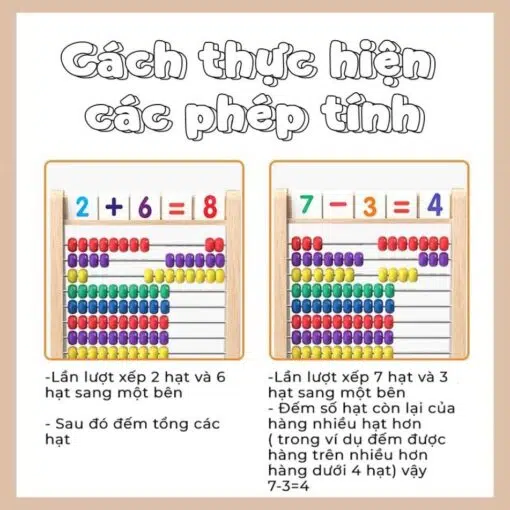 Cách thực hiện
các phép tính
2 + 6 = 8
7 − 3 = 4
-Lần lượt xếp 2 hạt và 6
hạt sang một bên
- Sau đó đếm tổng các
hạt
-Lần lượt xếp 7 hạt và 3
hạt sang một bên
- Đếm số hạt còn lại của
hàng nhiều hạt hơn
( trong ví dụ đếm được
hàng trên nhiều hơn
hàng dưới 4 hạt) vậy
7-3=4